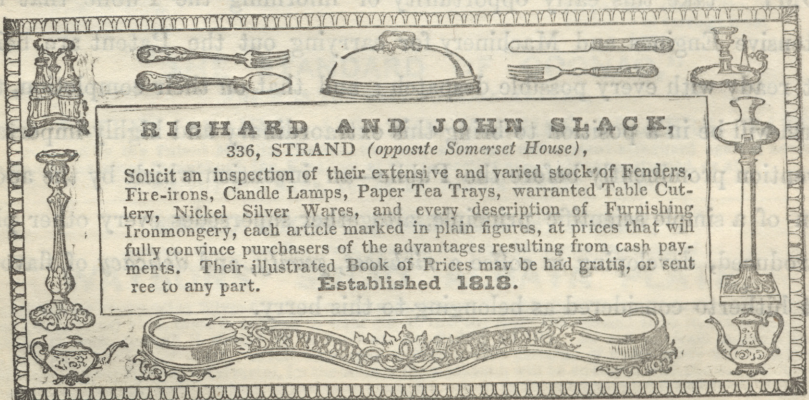 RICHARD AND JOHN SLACK,
336, STRAND (opposite Somerset House),
Solicit an inspection of their extensive and varied stock of Fenders,
Fire-irons, Candle Lamps, Paper Tea Trays, warranted Table Cut-
lery, Nickel Silver Wares, and every description of Furnishing
Ironmongery, each article marked in plain figures, at prices that will
fully convince purchasers of the advantages resulting from cash pay-
ments. Their illustrated Book of Prices may be had gratis, or sent
ree to any part. Established 1818.